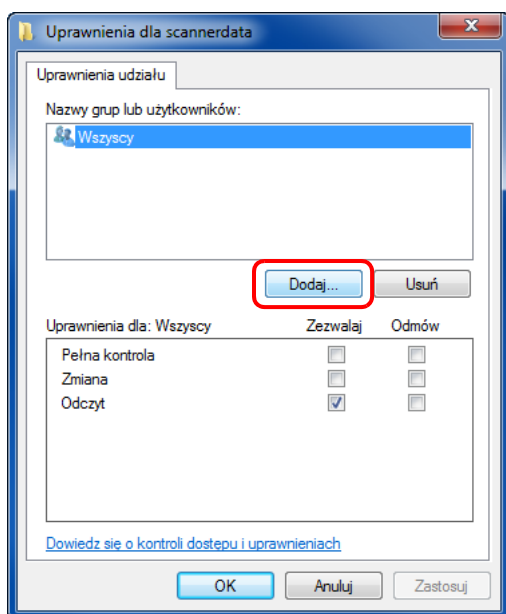 Uprawnienia dla scannerdata
Uprawnienia udziału
Nazwy grup lub użytkowników:
Wszyscy
Dodaj...
Usuń
Uprawnienia dla: Wszyscy Zezwalaj Odmów
Pełna kontrola
Zmiana
Odczyt
Dowiedz się o kontroli dostępu i uprawnieniach
OK Anuluj Zastosuj